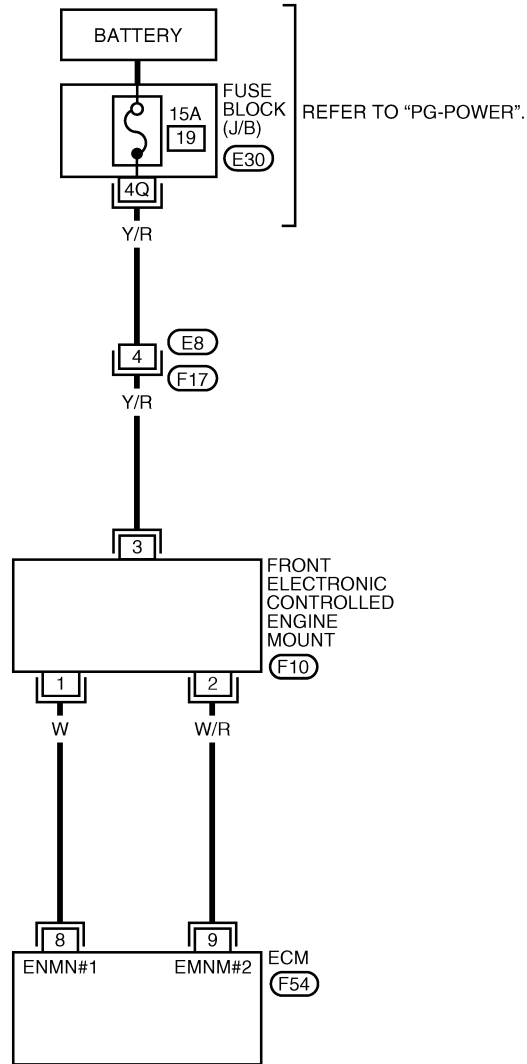 BATTERY
FUSE
BLOCK
(J/B)
REFER TO “PG-POWER”.
15A
19
E30
4Q
Y/R
4
E8
F17
Y/R
3
FRONT
ELECTRONIC
CONTROLLED
ENGINE
MOUNT
F10
1
2
W
W/R
8
9
ENMN#1
EMNM#2
ECM
F54